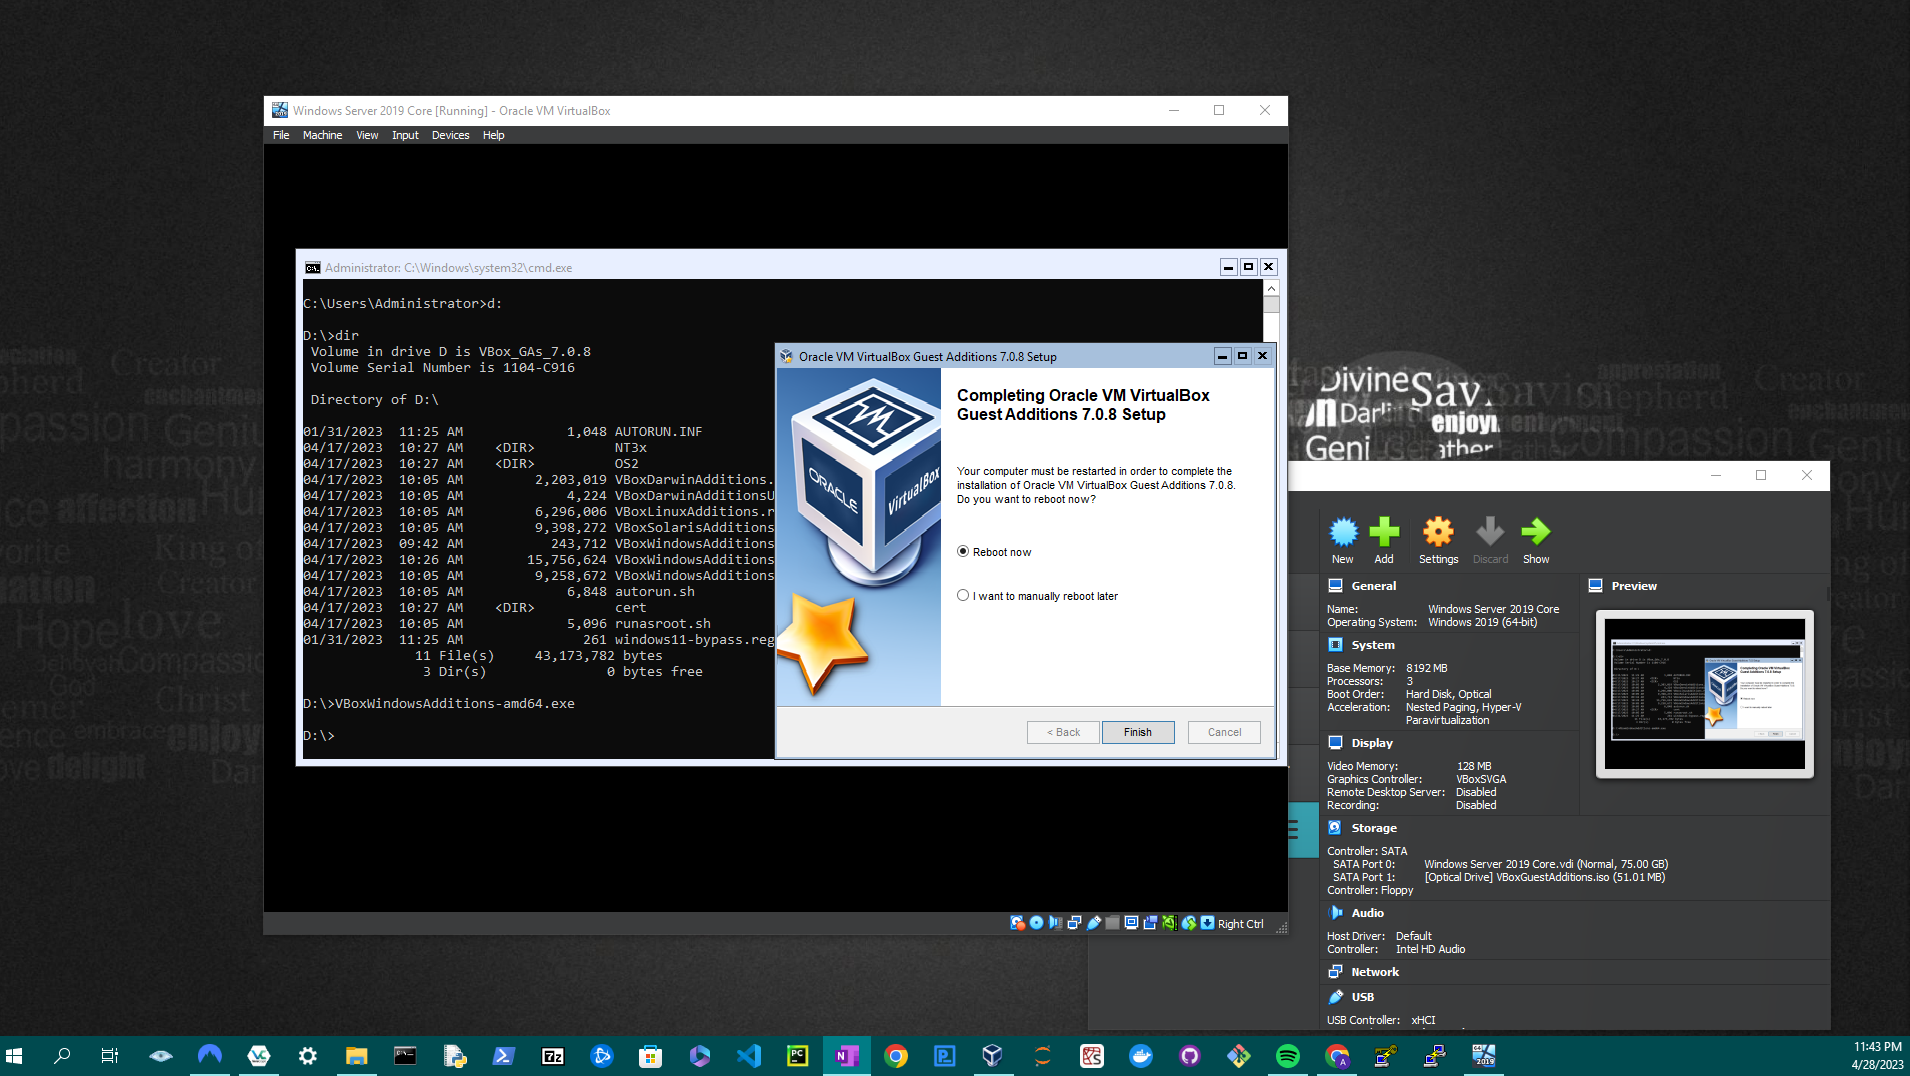 Windows Server 2019 Core [Running] - Oracle VM VirtualBox
File Machine View Input Devices Help
Administrator: C:\Windows\system32\cmd.exe
C:\Users\Administrator>d:
D:\>dir
Volume in drive D is VBox_GAs_7.0.8
Volume Serial Number is 1104-C916
Directory of D:\
01/31/2023 11:25 AM 1,048 AUTORUN.INF
04/17/2023 10:27 AM <DIR> NT3x
04/17/2023 10:27 AM <DIR> OS2
04/17/2023 10:05 AM 2,203,019 VBoxDarwinAdditions.
04/17/2023 10:05 AM 4,224 VBoxDarwinAdditionsU
04/17/2023 10:05 AM 6,296,006 VBoxLinuxAdditions.r
04/17/2023 10:05 AM 9,398,272 VBoxSolarisAdditions
04/17/2023 09:42 AM 243,712 VBoxWindowsAdditions
04/17/2023 10:26 AM 15,756,624 VBoxWindowsAdditions
04/17/2023 10:05 AM 9,258,672 VBoxWindowsAdditions
04/17/2023 10:05 AM 6,848 autorun.sh
04/17/2023 10:27 AM <DIR> cert
04/17/2023 10:05 AM 5,096 runasroot.sh
01/31/2023 11:25 AM 261 windows11-bypass.reg
11 File(s) 43,173,782 bytes
3 Dir(s) 0 bytes free
D:\>VBoxWindowsAdditions-amd64.exe
D:\>
Oracle VM VirtualBox Guest Additions 7.0.8 Setup
ORACLE
VirtualBox
Completing Oracle VM VirtualBox
Guest Additions 7.0.8 Setup
Your computer must be restarted in order to complete the
installation of Oracle VM VirtualBox Guest Additions 7.0.8.
Do you want to reboot now?
Reboot now
I want to manually reboot later
< Back Finish Cancel
Right Ctrl
New Add Settings Discard Show
General
Name: Windows Server 2019 Core
Operating System: Windows 2019 (64-bit)
System
Base Memory: 8192 MB
Processors: 3
Boot Order: Hard Disk, Optical
Acceleration: Nested Paging, Hyper-V
Paravirtualization
Display
Video Memory: 128 MB
Graphics Controller: VBoxSVGA
Remote Desktop Server: Disabled
Recording: Disabled
Storage
Controller: SATA
SATA Port 0: Windows Server 2019 Core.vdi (Normal, 75.00 GB)
SATA Port 1: [Optical Drive] VBoxGuestAdditions.iso (51.01 MB)
Controller: Floppy
Audio
Host Driver: Default
Controller: Intel HD Audio
Network
USB
USB Controller: xHCI
Preview
Creator
harmony
affection
King of
Creator
Hope
love
embrace
delight
Divine
appreciation
Creator
enjoyment
compassion
11:43 PM
4/28/2023